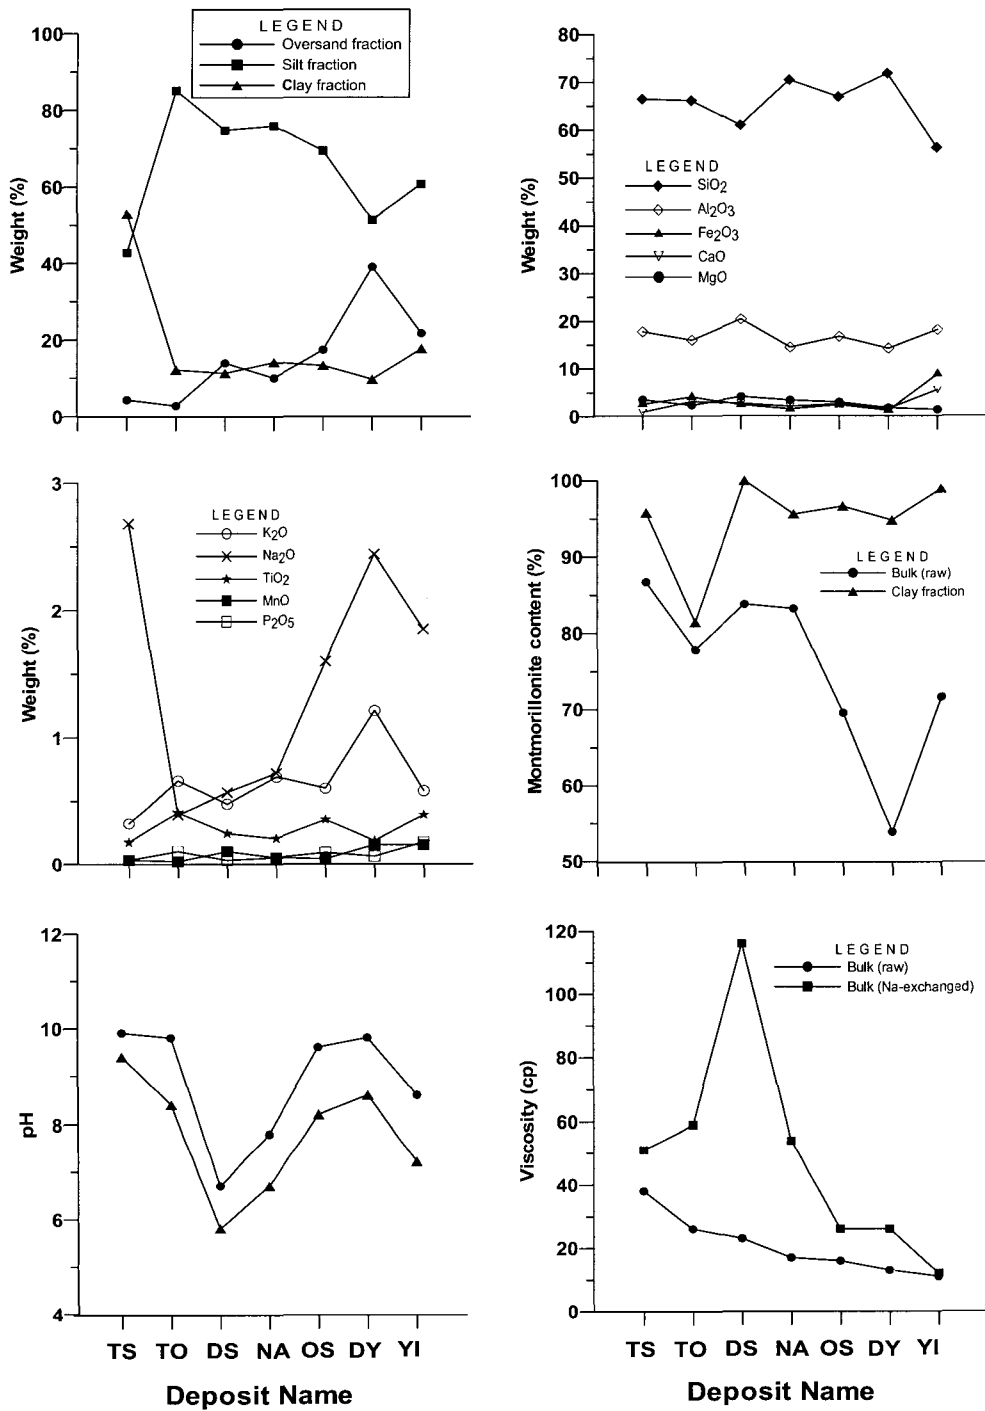 LEGEND
Oversand fraction
Silt fraction
Clay fraction
100
80
60
40
20
0
Weight (%)
80
70
60
50
40
30
20
10
0
Weight (%)
LEGEND
SiO2
Al2O3
Fe2O3
CaO
MgO
3
2
1
0
Weight (%)
LEGEND
K2O
Na2O
TiO2
MnO
P2O5
100
90
80
70
60
50
Montmorillonite content (%)
LEGEND
Bulk (raw)
Clay fraction
12
10
8
6
4
pH
TS TO DS NA OS DY YI
Deposit Name
120
100
80
60
40
20
0
Viscosity (cp)
LEGEND
Bulk (raw)
Bulk (Na-exchanged)
TS TO DS NA OS DY YI
Deposit Name